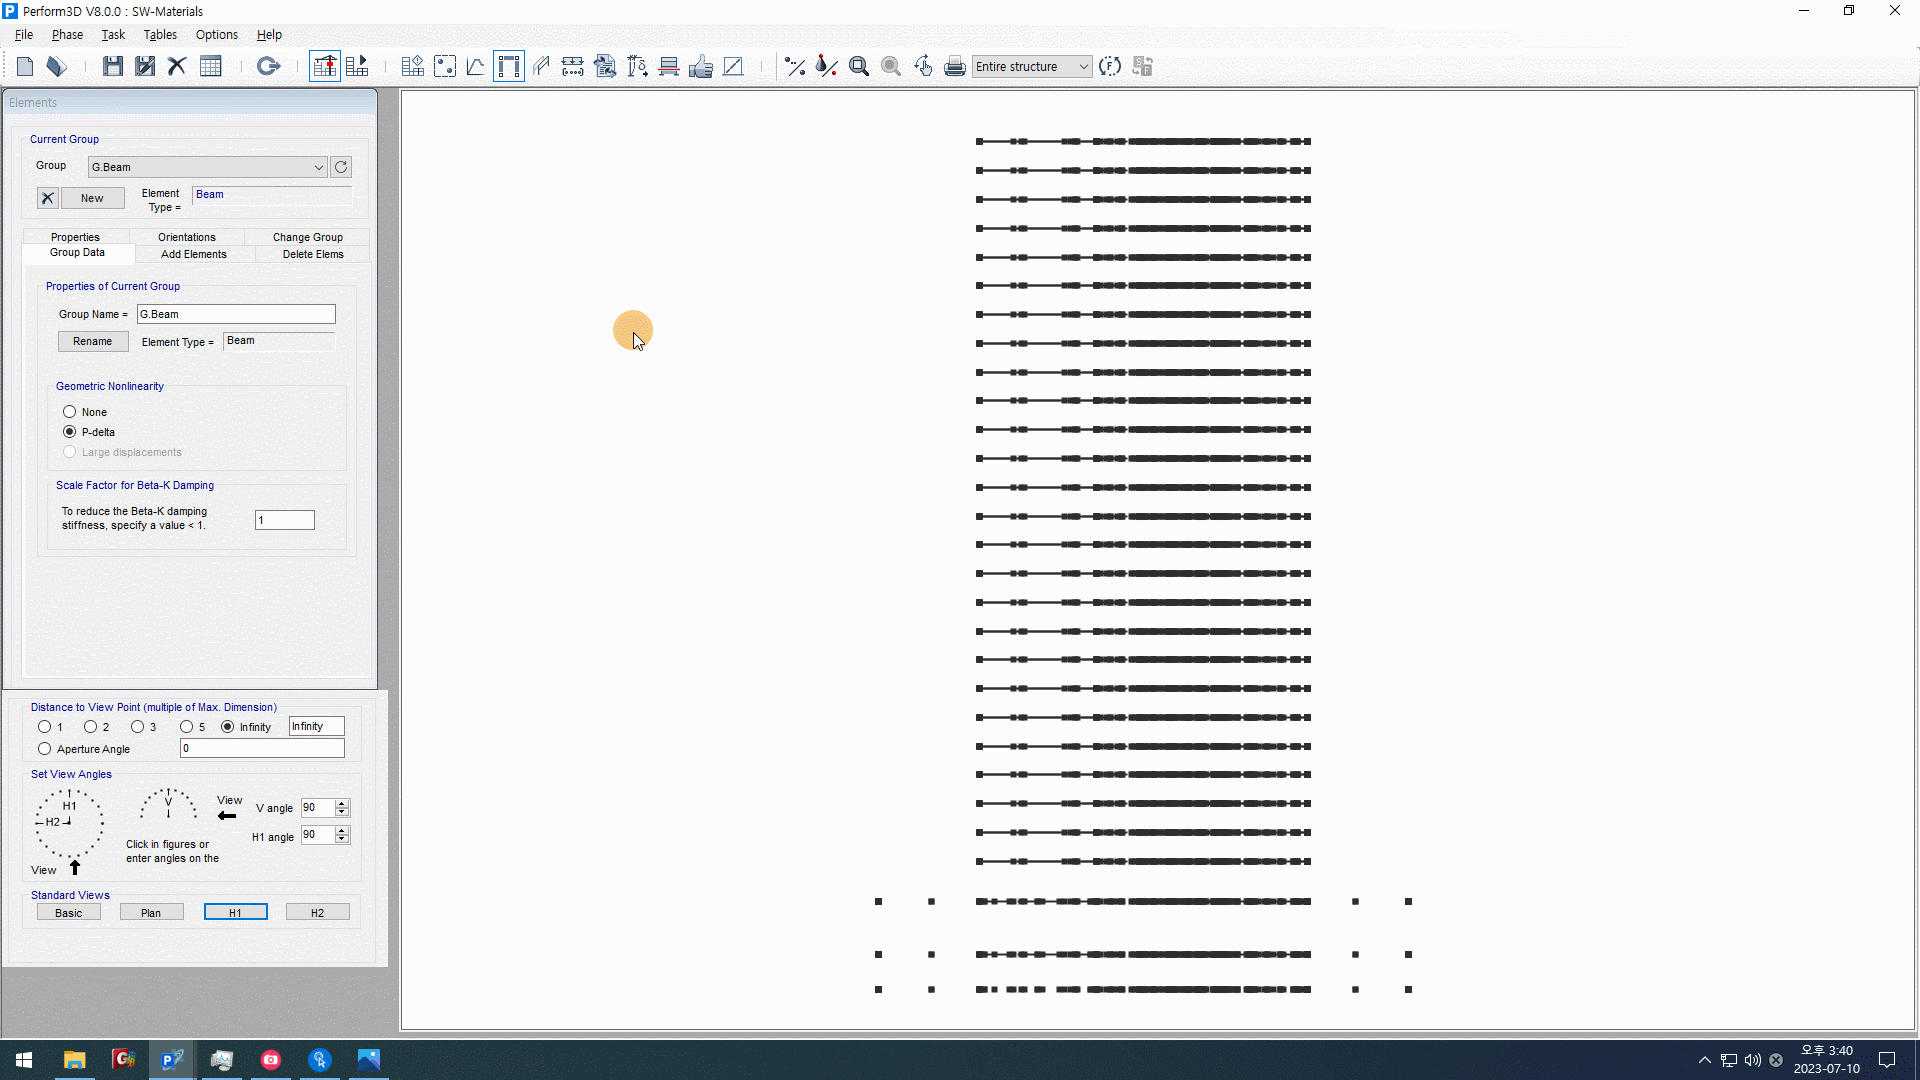 Perform3D V8.0.0 : SW-Materials
File Phase Task Tables Options Help
Entire structure
Elements
Current Group
Group G.Beam
New Element Type = Beam
Properties Orientations Change Group
Group Data Add Elements Delete Elems
Properties of Current Group
Group Name = G.Beam
Rename Element Type = Beam
Geometric Nonlinearity
None
P-delta
Large displacements
Scale Factor for Beta-K Damping
To reduce the Beta-K damping
stiffness, specify a value < 1. 1
Distance to View Point (multiple of Max. Dimension)
1 2 3 5 Infinity Infinity
Aperture Angle 0
Set View Angles
H1 V View V angle 90
H2
H1 angle 90
Click in figures or
enter angles on the
View
Standard Views
Basic Plan H1 H2
오후 3:40
2023-07-10